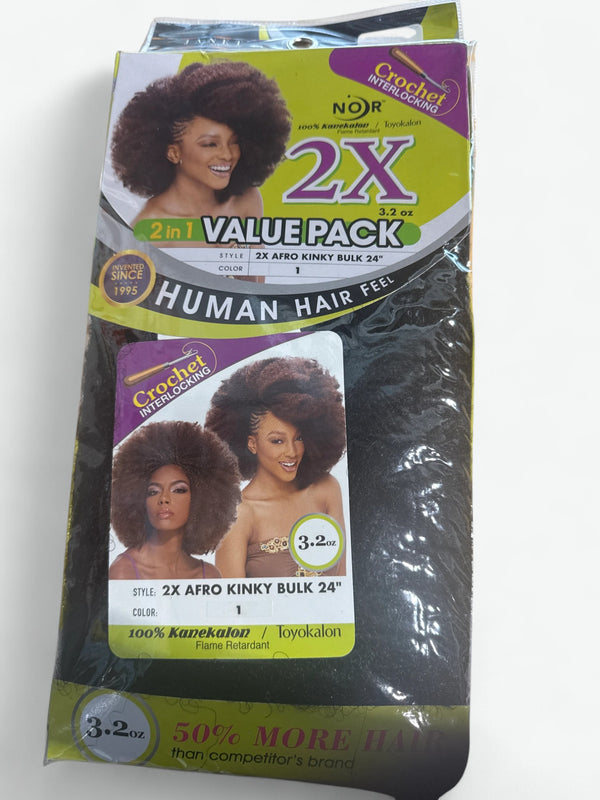 Crochet
INTERLOCKING
NOIR
100% Kanekalon / Toyokalon
Flame Retardant
2X
3.2 oz
2 in 1 VALUE PACK
STYLE 2X AFRO KINKY BULK 24"
COLOR 1
INVENTED
SINCE
1995
HUMAN HAIR FEEL
Crochet
INTERLOCKING
3.2oz
STYLE: 2X AFRO KINKY BULK 24"
COLOR: 1
100% Kanekalon / Toyokalon
Flame Retardant
3.2oz
50% MORE HAIR
than competitor's brand